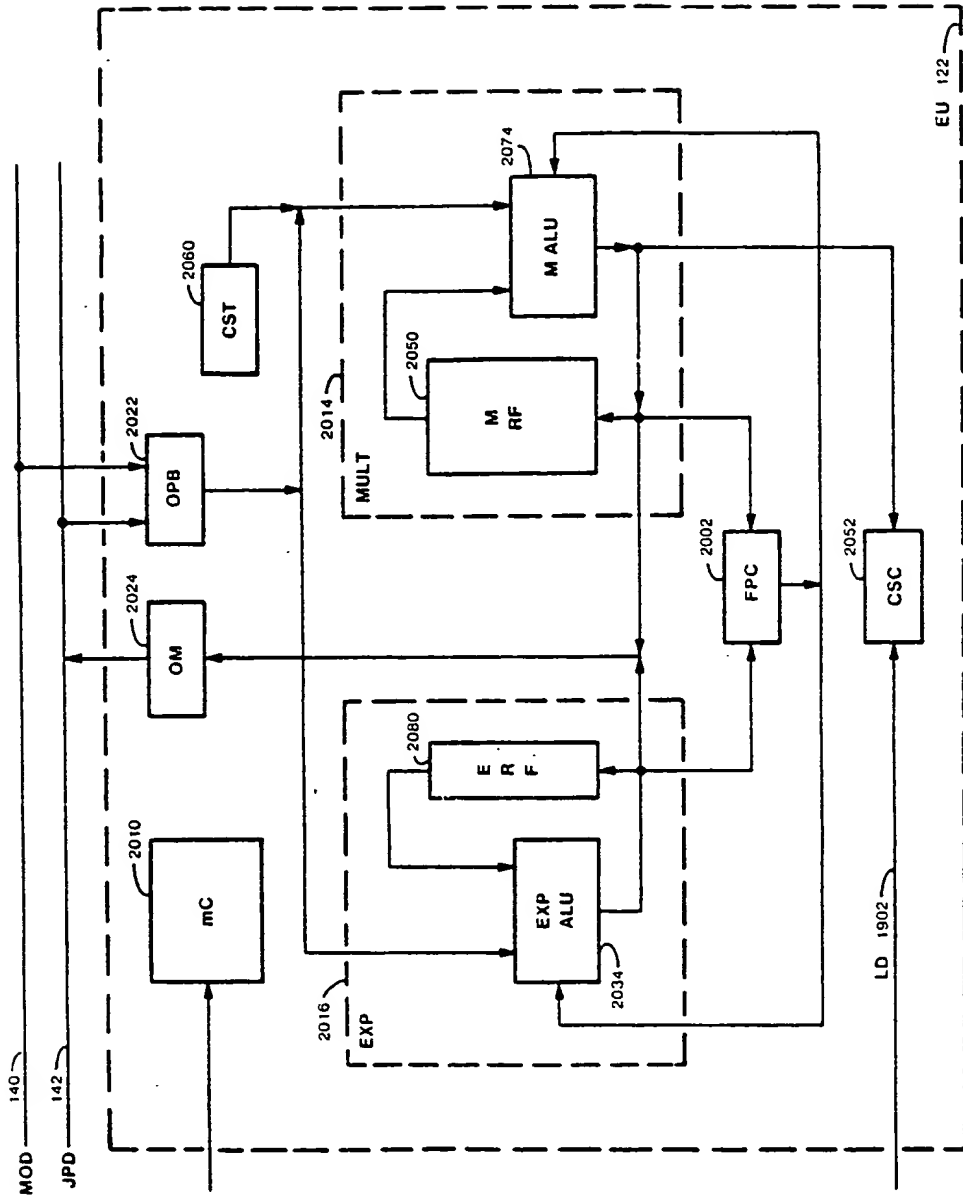 MOD
140
JPD
142
2010
mC
2024
OM
2022
OPB
2060
CST
2016
EXP
2080
E
R
F
EXP
ALU
2034
2014
MULT
2050
M
RF
2074
M ALU
2002
FPC
2052
CSC
LD 1902
EU 122